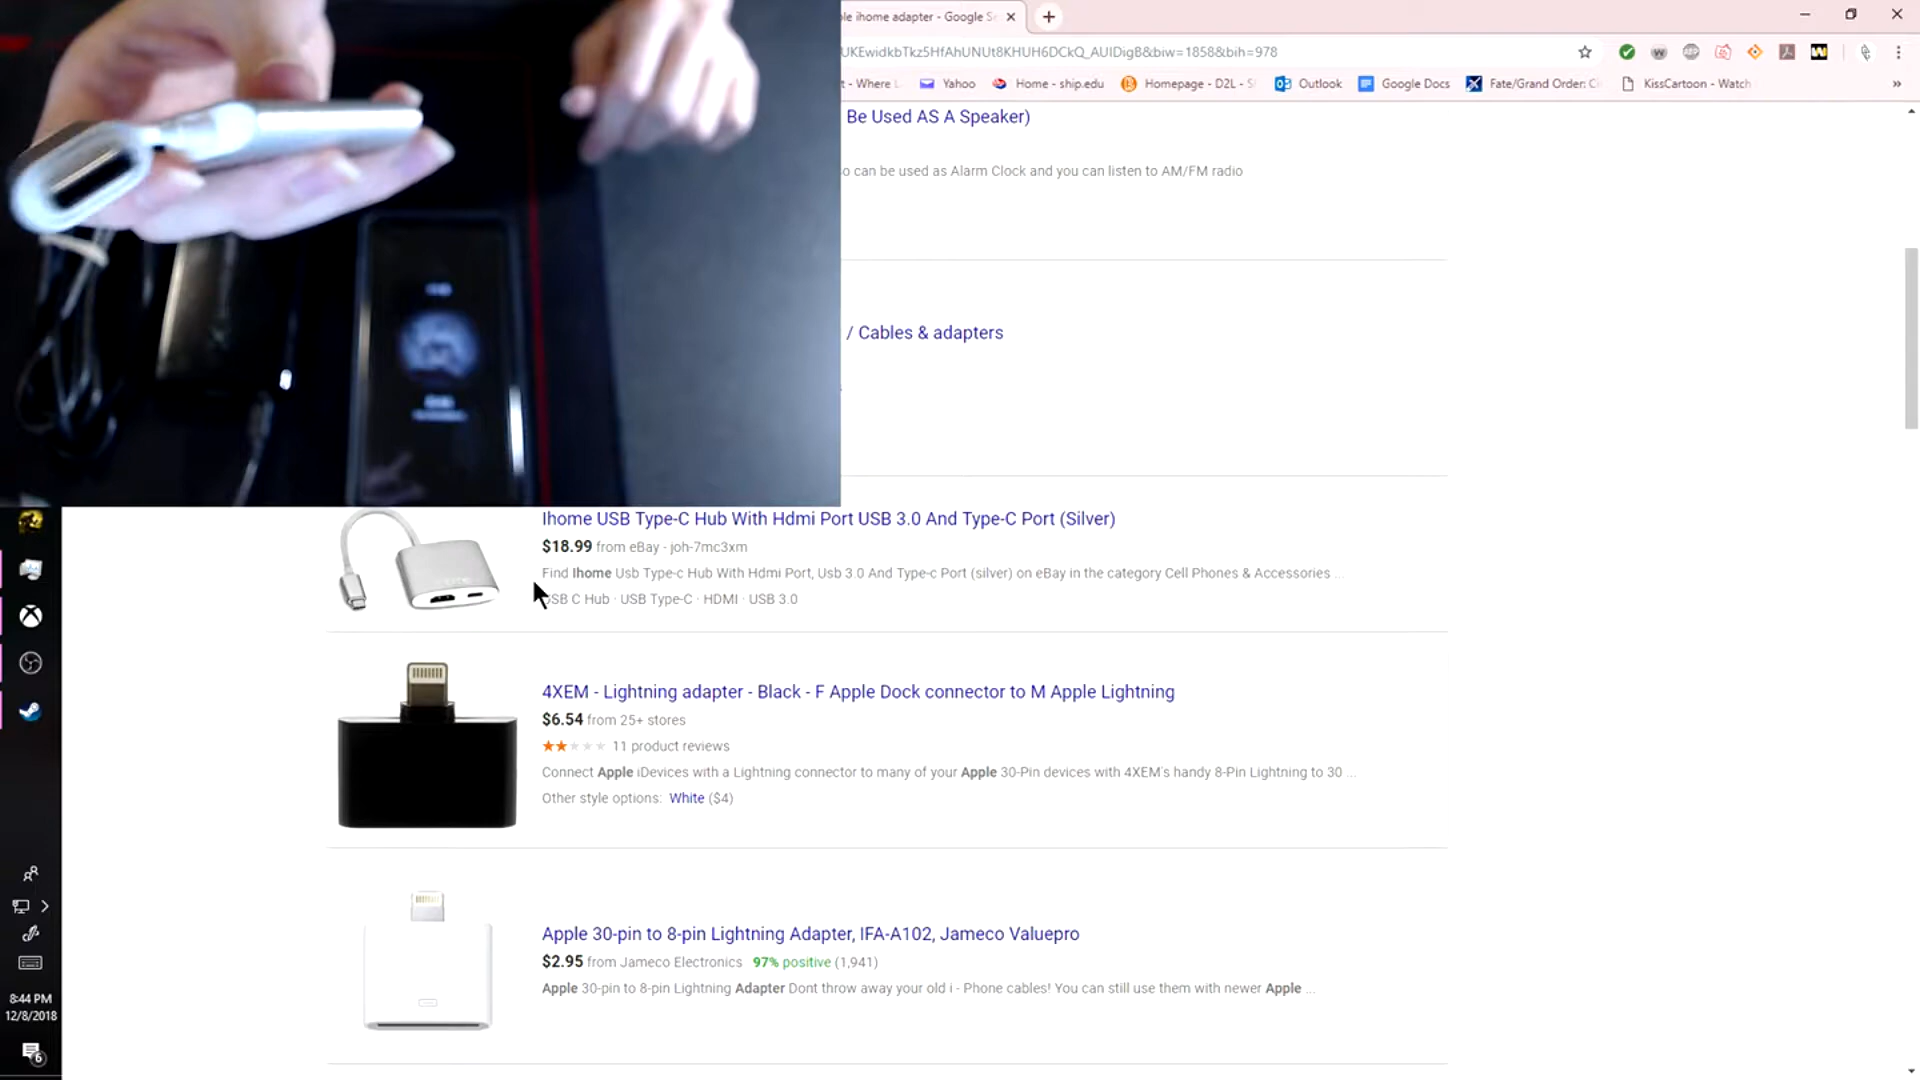 ihome adapter - Google Se
UKEwidkbTkz5HfAhUNUt8KHUH6DCkQ_AUIDigB&biw=1858&bih=978
t - Where L
Yahoo
Home - ship.edu
Homepage - D2L - S
Outlook
Google Docs
Fate/Grand Order: C
KissCartoon - Watch
»
Be Used AS A Speaker)
o can be used as Alarm Clock and you can listen to AM/FM radio
/ Cables & adapters
Ihome USB Type-C Hub With Hdmi Port USB 3.0 And Type-C Port (Silver)
$18.99 from eBay - joh-7mc3xm
Find Ihome Usb Type-c Hub With Hdmi Port, Usb 3.0 And Type-c Port (silver) on eBay in the category Cell Phones & Accessories ...
SB C Hub · USB Type-C · HDMI · USB 3.0
4XEM - Lightning adapter - Black - F Apple Dock connector to M Apple Lightning
$6.54 from 25+ stores
11 product reviews
Connect Apple iDevices with a Lightning connector to many of your Apple 30-Pin devices with 4XEM's handy 8-Pin Lightning to 30 ...
Other style options: White ($4)
Apple 30-pin to 8-pin Lightning Adapter, IFA-A102, Jameco Valuepro
$2.95 from Jameco Electronics 97% positive (1,941)
Apple 30-pin to 8-pin Lightning Adapter Dont throw away your old i - Phone cables! You can still use them with newer Apple ...
8:44 PM
12/8/2018
6